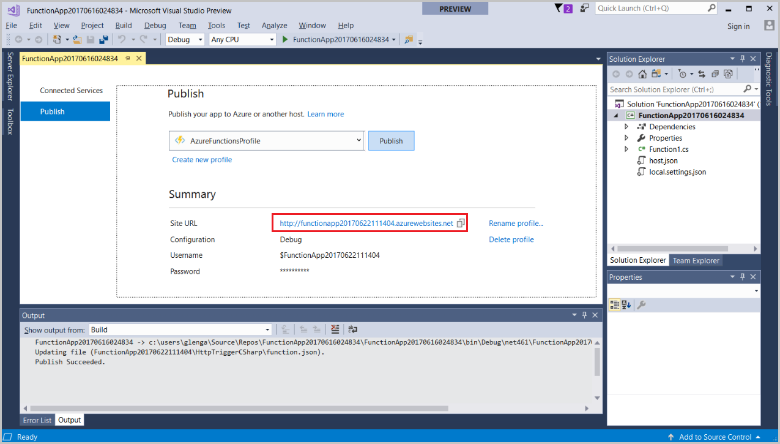 FunctionApp20170616024834 - Microsoft Visual Studio Preview
PREVIEW
2
Quick Launch (Ctrl+Q)
File Edit View Project Build Debug Team Tools Test Analyze Window Help
Sign in
Debug Any CPU FunctionApp20170616024834
Server Explorer
Toolbox
FunctionApp20170616024834
Connected Services
Publish
Publish
Publish your app to Azure or another host. Learn more
AzureFunctionsProfile
Publish
Create new profile
Summary
Site URL http://functionapp20170622111404.azurewebsites.net Rename profile...
Configuration Debug Delete profile
Username $FunctionApp20170622111404
Password **********
Output
Show output from: Build
FunctionApp20170616024834 -> c:\users\glenga\Source\Repos\FunctionApp20170616024834\FunctionApp20170616024834\bin\Debug\net461\FunctionApp2017
Updating file (FunctionApp20170622111404\HttpTriggerCSharp\function.json).
Publish Succeeded.
Error List Output
Solution Explorer
Search Solution Explorer (Ctrl+;)
Solution 'FunctionApp20170616024834'
FunctionApp20170616024834
Dependencies
Properties
Function1.cs
host.json
local.settings.json
Solution Explorer Team Explorer
Properties
Diagnostic Tools
Ready
Add to Source Control